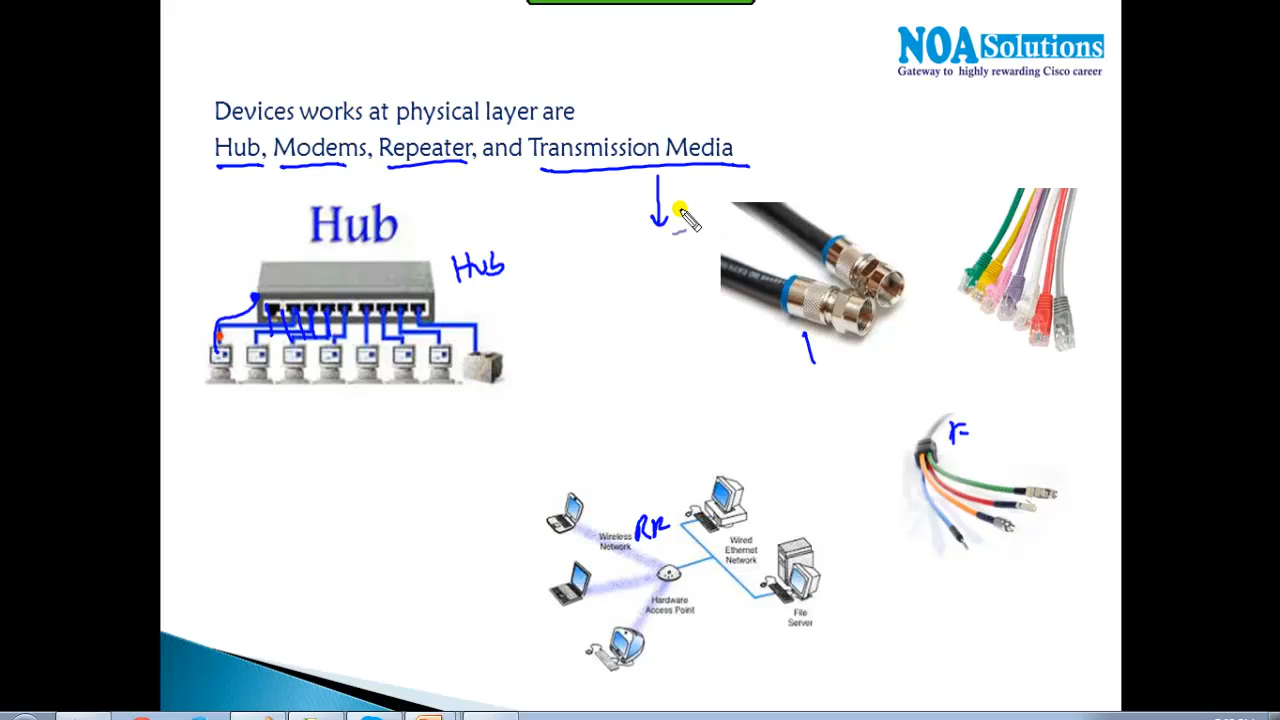 NOA Solutions
Gateway to highly rewarding Cisco career
Devices works at physical layer are
Hub, Modems, Repeater, and Transmission Media
Hub
Hub
Wireless
Network
RF
Wired
Ethernet
Network
Hardware
Access Point
File
Server